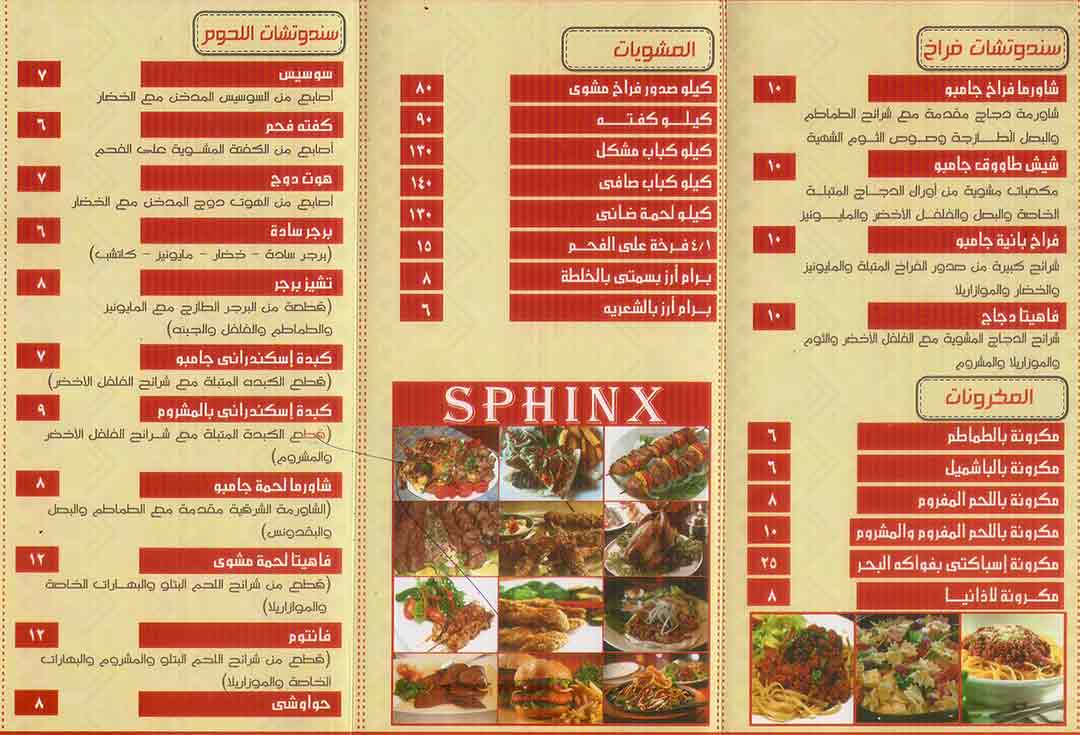 سندوتشات فراخ
شاورما فراخ جامبو ١٠
شاورمة دجاج مقدمة مع شرائح الطماطم
والبصل الطازجة وصوص الثوم الشهية
شيش طاووق جامبو ١٠
مكعبات مشوية من أوراك الدجاج المتبلة
الخاصة والبصل والفلفل الأخضر والمايونيز
فراخ بانية جامبو ١٠
شرائح كبيرة من صدور الفراخ المتبلة والمايونيز
والخضار والموازاريلا
فاهيتا دجاج ١٠
شرائح الدجاج المشوية مع الفلفل الأخضر والثوم
والموزاريلا والمشروم
المكرونات
مكرونة بالطماطم ٦
مكرونة بالباشميل ٦
مكرونة باللحم المفروم ٨
مكرونة باللحم المفروم والمشروم ١٠
مكرونة إسباكتى بفواكه البحر ٢٥
مكرونة لاذانيا ٨
المشويات
كيلو صدور فراخ مشوى ٨٠
كيلو كفته ٩٠
كيلو كباب مشكل ١٣٠
كيلو كباب صافى ١٤٠
كيلو لحمة ضانى ١٣٠
٤/١ فرخة على الفحم ١٥
برام أرز بسمتى بالخلطة ٨
برام أرز بالشعريه ٦
SPHINX
سندوتشات اللحوم
سوسيس ٧
أصابع من السوسيس المدخن مع الخضار
كفته فحم ٦
أصابع من الكفتة المشوية على الفحم
هوت دوج ٧
أصابع من الهوت دوج المدخن مع الخضار
برجر سادة ٦
(برجر سادة - خضار - مايونيز - كاتشب)
تشيز برجر ٨
(قطعة من البرجر الطازج مع المايونيز
والطماطم والفلفل والجبنه)
كبدة إسكندرانى جامبو ٧
(قطع الكبده المتبلة مع شرائح الفلفل الأخضر)
كبدة إسكندرانى بالمشروم ٩
(قطع الكبدة المتبلة مع شرائح الفلفل الأخضر
والمشروم)
شاورما لحمة جامبو ٨
(الشاورمة الشرقية مقدمة مع الطماطم والبصل
والبقدونس)
فاهيتا لحمة مشوى ١٢
(قطع من شرائح اللحم البتلو والبهارات الخاصة
والموازاريلا)
فانتوم ١٢
(قطع من شرائح اللحم البتلو والمشروم والبهارات
الخاصة والموزاريلا)
حواوشى ٨